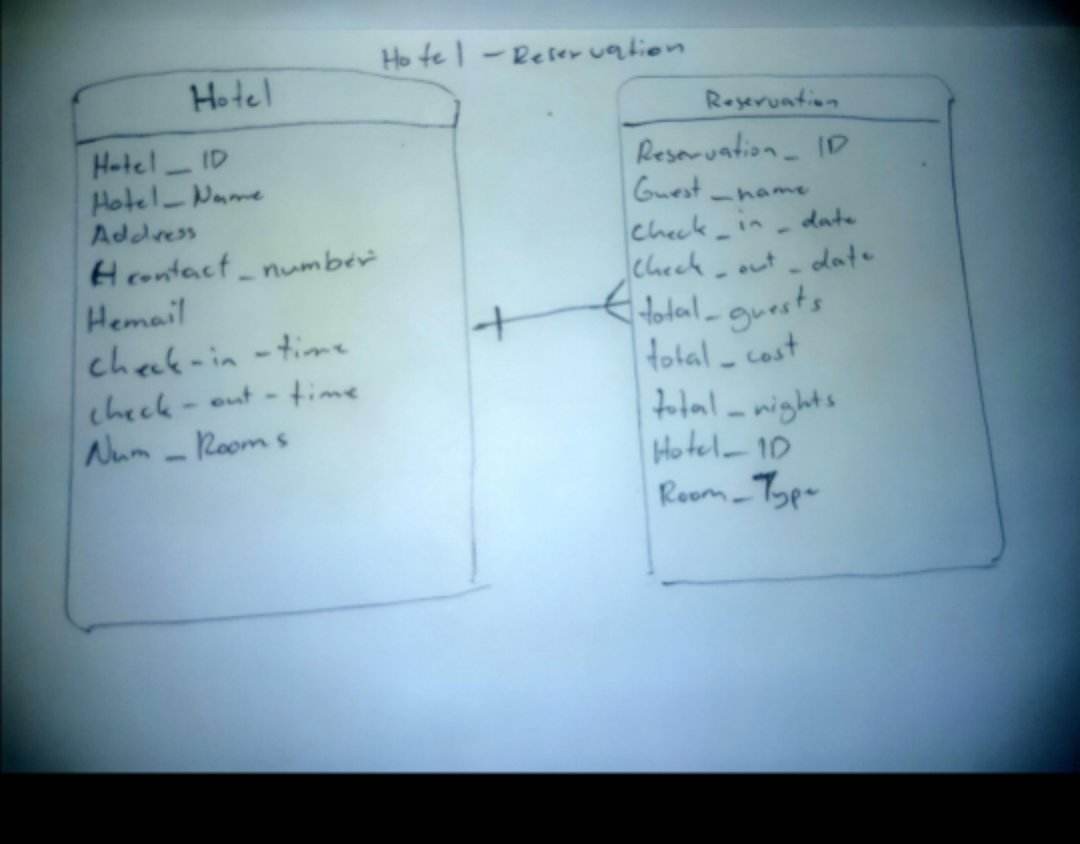 Hotel - Reservation
Hotel
Hotel_ID
Hotel_Name
Address
Hcontact_number
Hemail
check-in-time
check-out-time
Num_Rooms
Reservation
Reservation_ID
Guest_name
check_in_date
check_out_date
total_guests
total_cost
total_nights
Hotel_ID
Room_Type